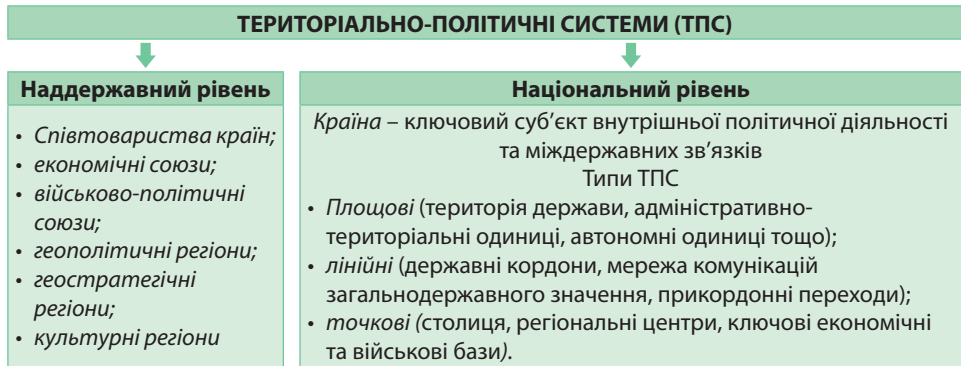 ТЕРИТОРІАЛЬНО-ПОЛІТИЧНІ СИСТЕМИ (ТПС)
Наддержавний рівень
• Співтовариства країн;
• економічні союзи;
• військово-політичні
союзи;
• геополітичні регіони;
• геостратегічні
регіони;
• культурні регіони
Національний рівень
Країна – ключовий суб’єкт внутрішньої політичної діяльності
та міждержавних зв’язків
Типи ТПС
• Площові (територія держави, адміністративно-
територіальні одиниці, автономні одиниці тощо);
• лінійні (державні кордони, мережа комунікацій
загальнодержавного значення, прикордонні переходи);
• точкові (столиця, регіональні центри, ключові економічні
та військові бази).